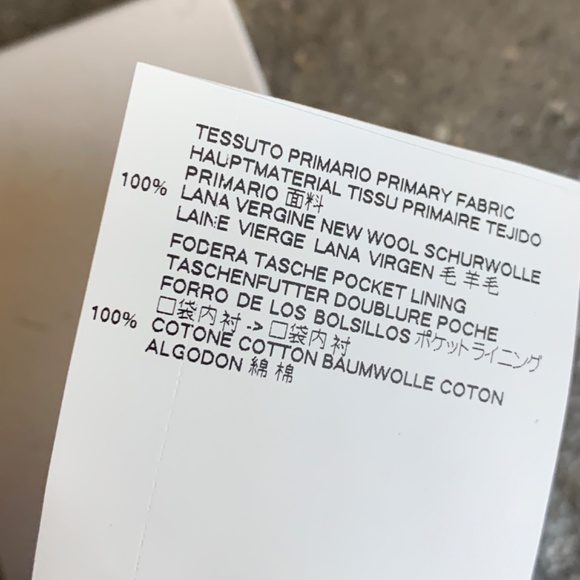 TESSUTO PRIMARIO PRIMARY FABRIC
HAUPTMATERIAL TISSU PRIMAIRE TEJIDO
PRIMARIO 面料
100% LANA VERGINE NEW WOOL SCHURWOLLE
LAINE VIERGE LANA VIRGEN 毛 羊毛
FODERA TASCHE POCKET LINING
TASCHENFUTTER DOUBLURE POCHE
FORRO DE LOS BOLSILLOS ポケットライニング
口袋内衬 -> 口袋内衬
100% COTONE COTTON BAUMWOLLE COTON
ALGODON 綿 棉